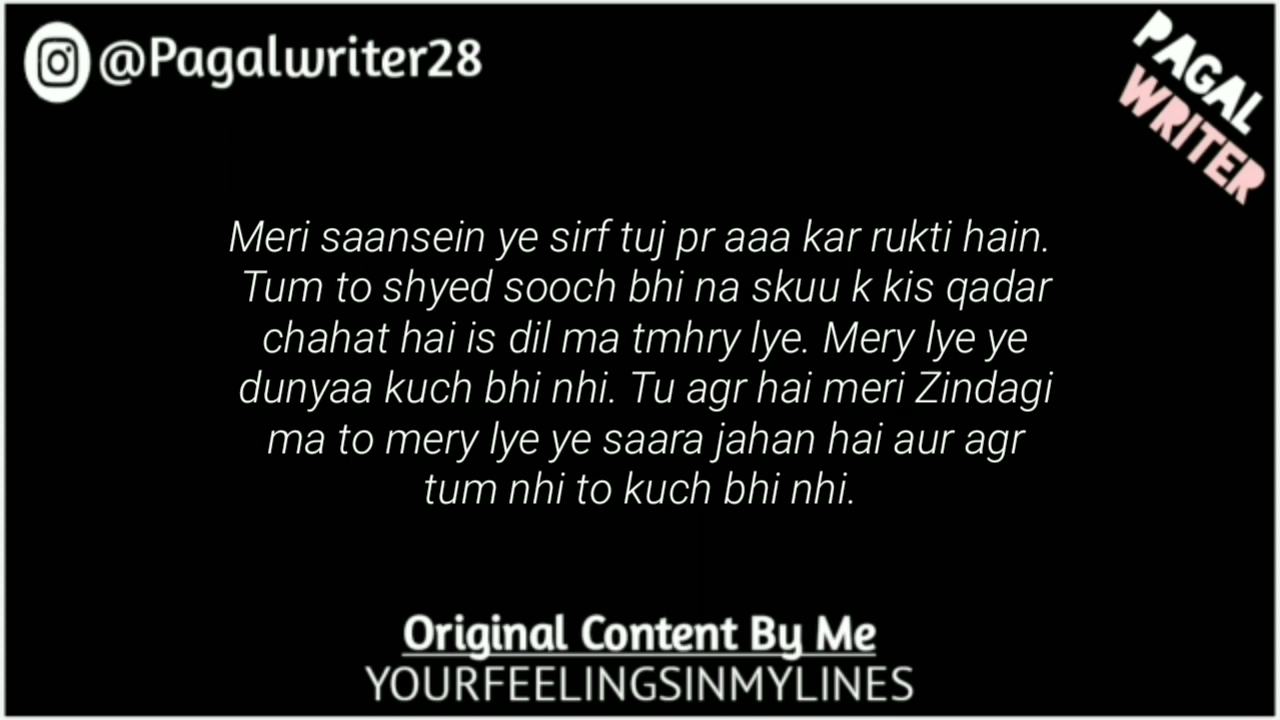 @Pagalwriter28
PAGAL
WRITER
Meri saansein ye sirf tuj pr aaa kar rukti hain.
Tum to shyed sooch bhi na skuu k kis qadar
chahat hai is dil ma tmhry lye. Mery lye ye
dunyaa kuch bhi nhi. Tu agr hai meri Zindagi
ma to mery lye ye saara jahan hai aur agr
tum nhi to kuch bhi nhi.
Original Content By Me
YOURFEELINGSINMYLINES